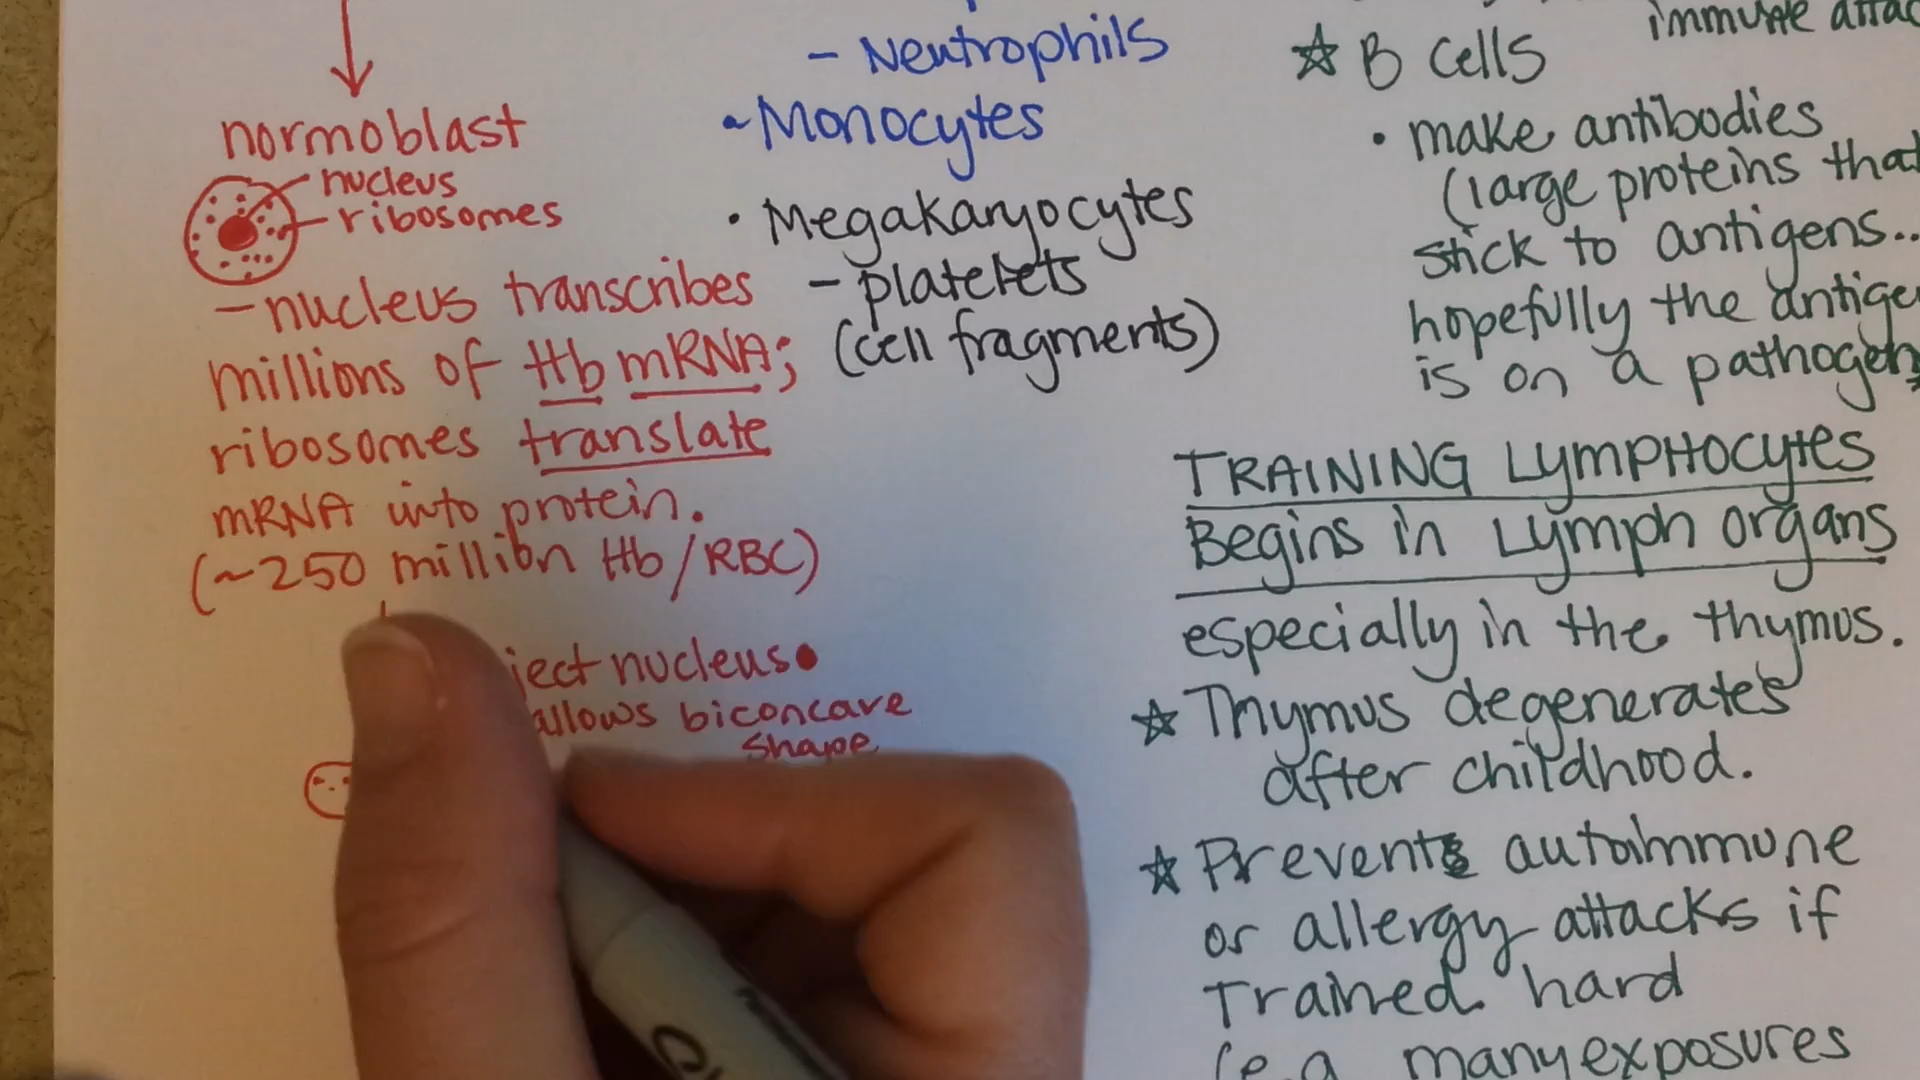 normoblast
nucleus
ribosomes
- nucleus transcribes
millions of Hb mRNA;
ribosomes translate
mRNA into protein.
(~250 million Hb/RBC)
nucleus
allows biconcave
shape
- Neutrophils
• Monocytes
• Megakaryocytes
- platelets
(cell fragments)
immune
☆ B cells
• make antibodies
(large proteins that
stick to antigens...
hopefully the
is on a pathogen
TRAINING LYMPHOCYTES
Begins in Lymph organs
especially in the thymus.
☆ Thymus degenerates
after childhood.
☆ Prevents autoimmune
or allergy attacks if
Trained hard
(e.g. many exposures